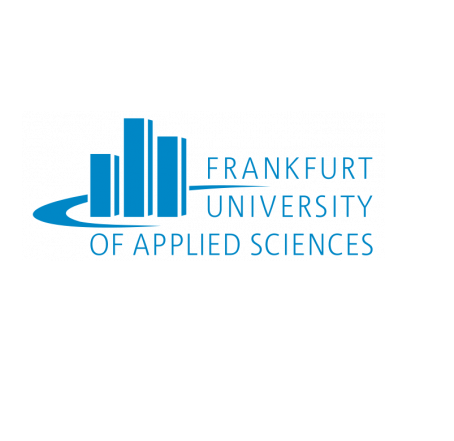 FRANKFURT
UNIVERSITY
OF APPLIED SCIENCES